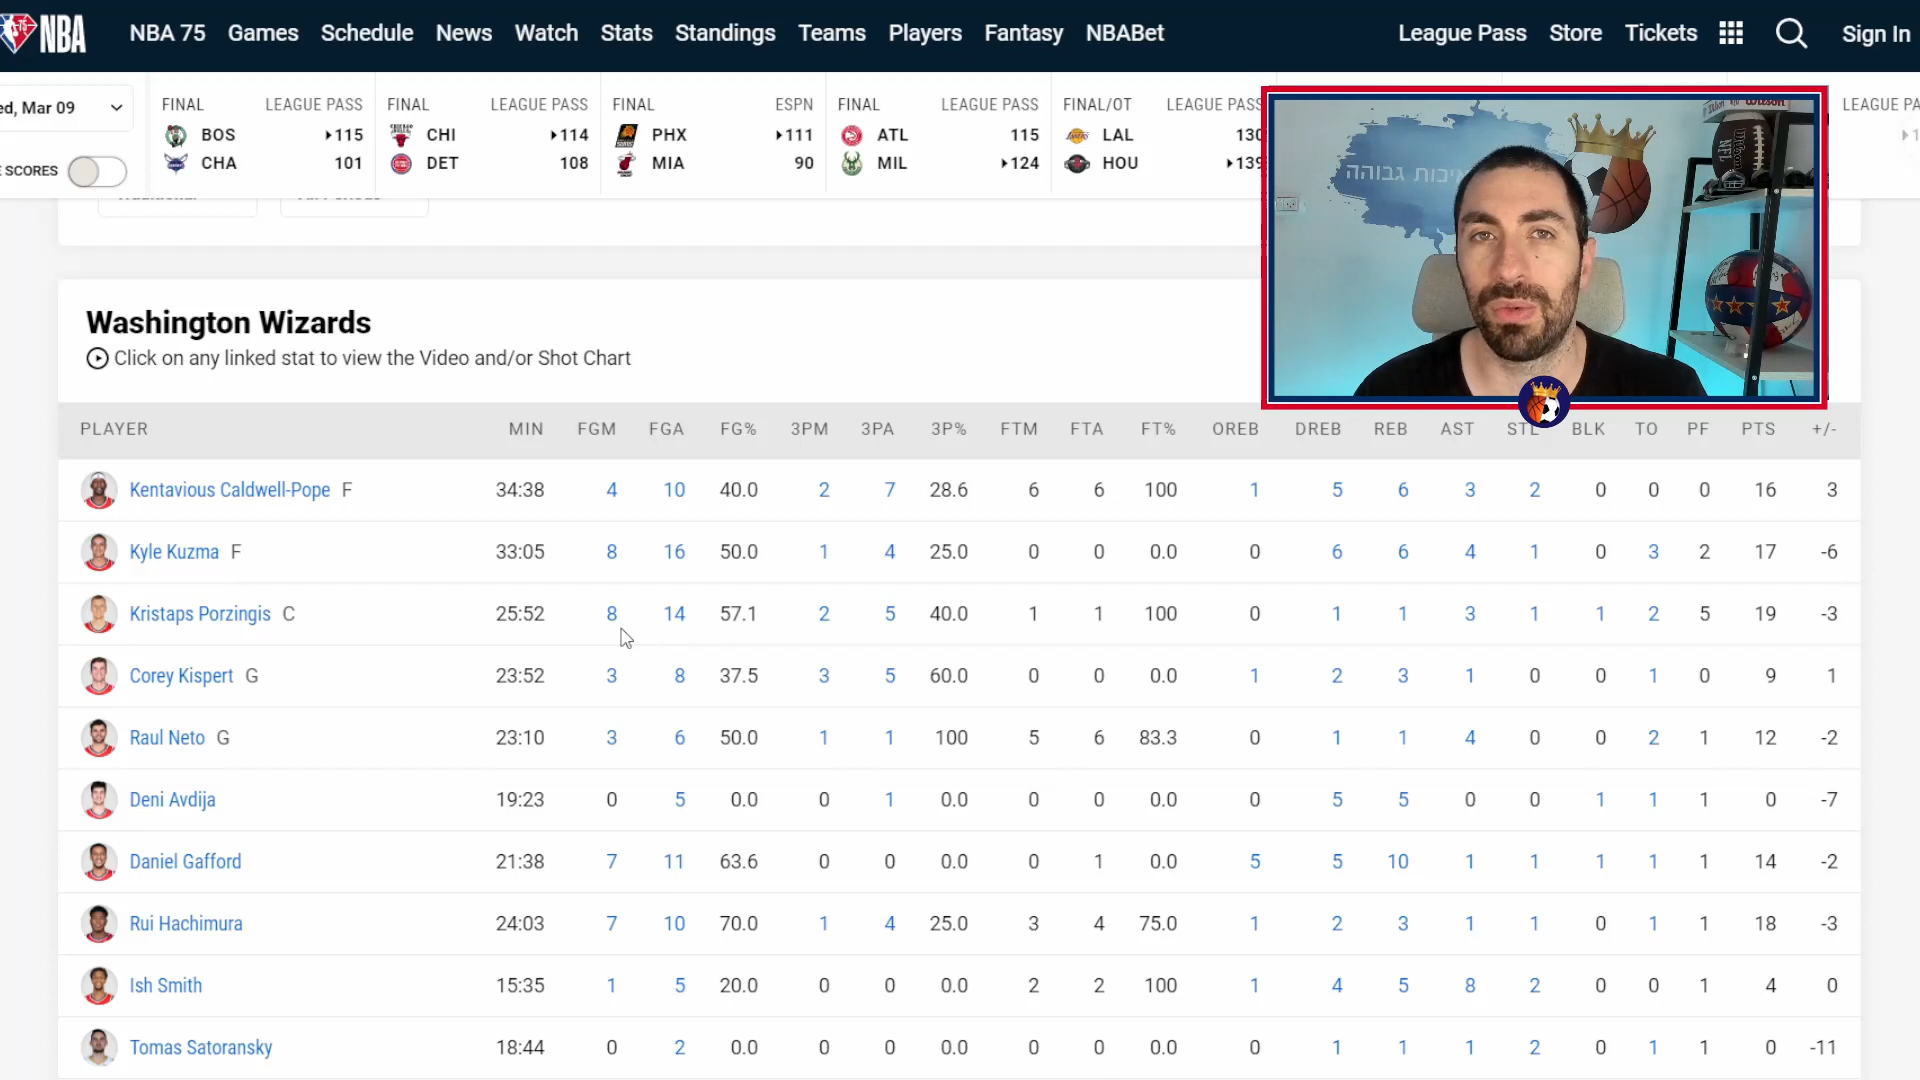 NBA
NBA 75 Games Schedule News Watch Stats Standings Teams Players Fantasy NBABet League Pass Store Tickets Sign In
ed, Mar 09
E SCORES
FINAL LEAGUE PASS
BOS 115
CHA 101
FINAL LEAGUE PASS
CHI 114
DET 108
FINAL ESPN
PHX 111
MIA 90
FINAL LEAGUE PASS
ATL 115
MIL 124
FINAL/OT LEAGUE PASS
LAL 130
HOU 139
LEAGUE PA
איכות גבוהה
Wilson
Wilson
NFL
Washington Wizards
Click on any linked stat to view the Video and/or Shot Chart
PLAYER MIN FGM FGA FG% 3PM 3PA 3P% FTM FTA FT% OREB DREB REB AST STL BLK TO PF PTS +/-
Kentavious Caldwell-Pope F 34:38 4 10 40.0 2 7 28.6 6 6 100 1 5 6 3 2 0 0 0 16 3
Kyle Kuzma F 33:05 8 16 50.0 1 4 25.0 0 0 0.0 0 6 6 4 1 0 3 2 17 -6
Kristaps Porzingis C 25:52 8 14 57.1 2 5 40.0 1 1 100 0 1 1 3 1 1 2 5 19 -3
Corey Kispert G 23:52 3 8 37.5 3 5 60.0 0 0 0.0 1 2 3 1 0 0 1 0 9 1
Raul Neto G 23:10 3 6 50.0 1 1 100 5 6 83.3 0 1 1 4 0 0 2 1 12 -2
Deni Avdija 19:23 0 5 0.0 0 1 0.0 0 0 0.0 0 5 5 0 0 1 1 1 0 -7
Daniel Gafford 21:38 7 11 63.6 0 0 0.0 0 1 0.0 5 5 10 1 1 1 1 1 14 -2
Rui Hachimura 24:03 7 10 70.0 1 4 25.0 3 4 75.0 1 2 3 1 1 0 1 1 18 -3
Ish Smith 15:35 1 5 20.0 0 0 0.0 2 2 100 1 4 5 8 2 0 0 1 4 0
Tomas Satoransky 18:44 0 2 0.0 0 0 0.0 0 0 0.0 0 1 1 1 2 0 1 1 0 -11